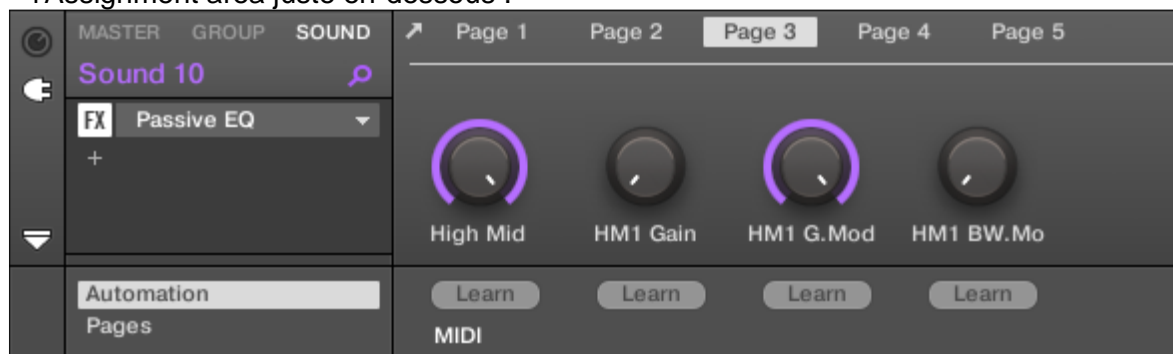 MASTER GROUP SOUND
Page 1 Page 2 Page 3 Page 4 Page 5
Sound 10
FX Passive EQ
+
High Mid HM1 Gain HM1 G.Mod HM1 BW.Mo
Automation
Pages
Learn Learn Learn Learn
MIDI